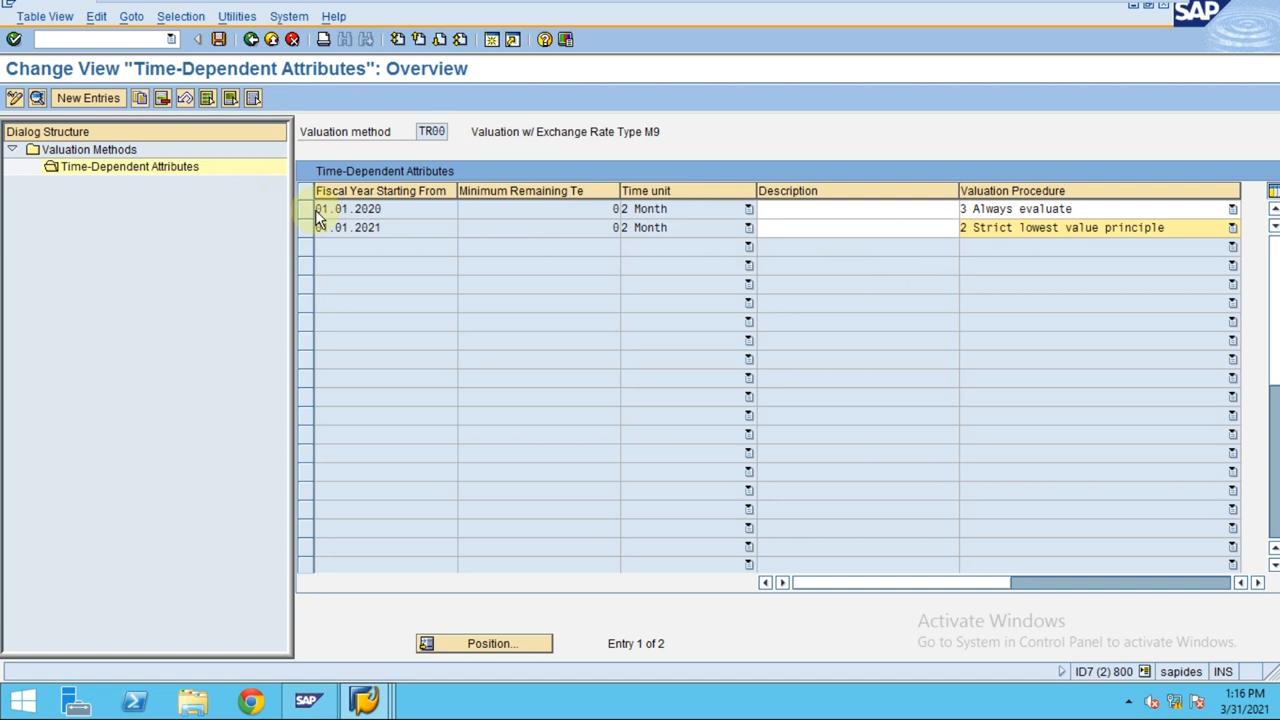 Table View Edit Goto Selection Utilities System Help
SAP
Change View "Time-Dependent Attributes": Overview
New Entries
Dialog Structure
Valuation Methods
Time-Dependent Attributes
Valuation method TR00 Valuation w/ Exchange Rate Type M9
Time-Dependent Attributes
Fiscal Year Starting From Minimum Remaining Te Time unit Description Valuation Procedure
01.01.2020 0 2 Month 3 Always evaluate
01.01.2021 0 2 Month 2 Strict lowest value principle
Position... Entry 1 of 2
Activate Windows
Go to System in Control Panel to activate Windows.
ID7 (2) 800 sapides INS
SAP
1:16 PM
3/31/2021